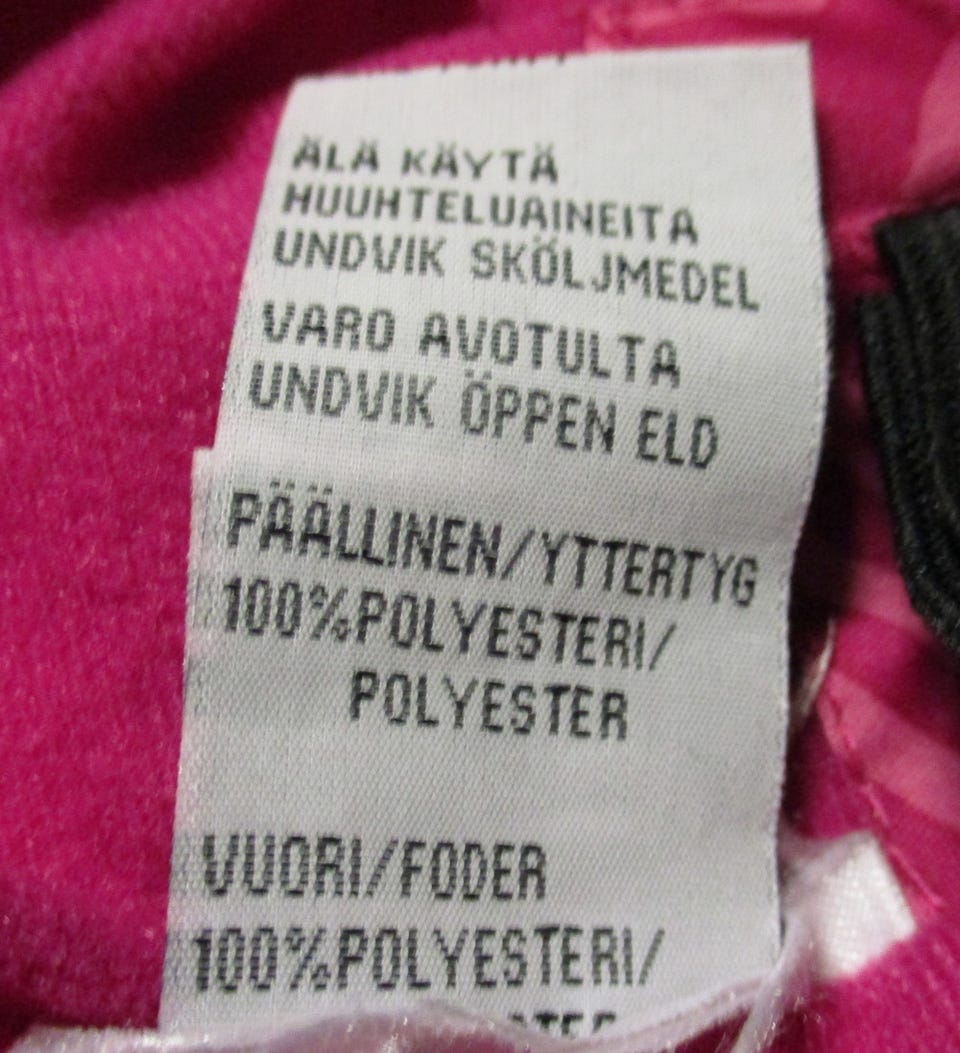 ÄLÄ KÄYTÄ
HUUHTELUAINEITA
UNDVIK SKÖLJMEDEL
VARO AVOTULTA
UNDVIK ÖPPEN ELD
PÄÄLLINEN/YTTERTYG
100%POLYESTERI/
POLYESTER
VUORI/FODER
100%POLYESTERI/